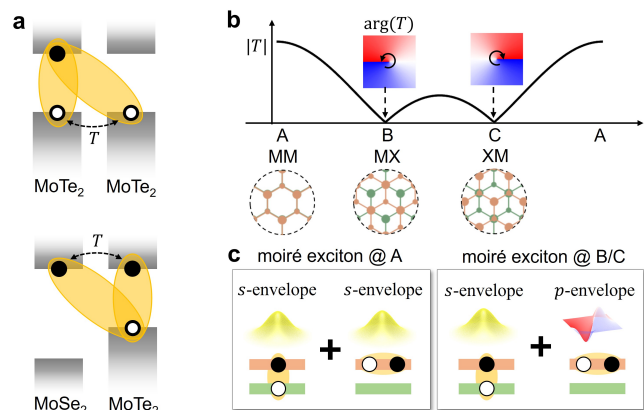 a
T
MoTe₂ MoTe₂
T
MoSe₂ MoTe₂
b
arg(T)
|T|
A B C A
MM MX XM
c
moiré exciton @ A
s-envelope s-envelope
+
moiré exciton @ B/C
s-envelope p-envelope
+